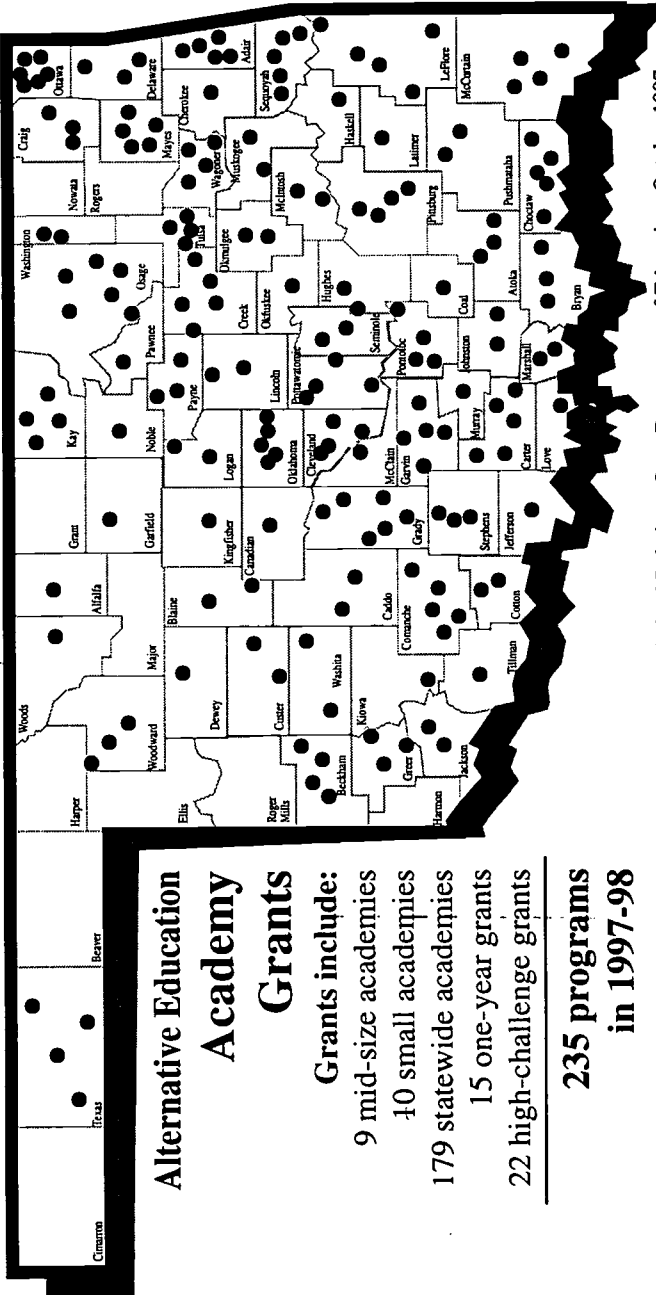 Alternative Education
Academy
Grants
Grants include:
9 mid-size academies
10 small academies
179 statewide academies
15 one-year grants
22 high-challenge grants
235 programs
in 1997-98
Cimarron
Texas
Beaver
Harper
Woods
Alfalfa
Grant
Kay
Osage
Washington
Nowata
Craig
Ottawa
Rogers
Delaware
Mayes
Woodward
Major
Garfield
Noble
Pawnee
Ellis
Dewey
Blaine
Kingfisher
Logan
Payne
Creek
Tulsa
Wagoner
Cherokee
Adair
Roger
Mills
Custer
Canadian
Oklahoma
Lincoln
Okfuskee
Okmulgee
Muskogee
McIntosh
Sequoyah
Beckham
Washita
Caddo
Grady
Cleveland
Pottawatomie
Seminole
Hughes
Haskell
Pittsburg
Latimer
LeFlore
Greer
Kiowa
Comanche
McClain
Garvin
Pontotoc
Coal
Harmon
Jackson
Tillman
Cotton
Stephens
Murray
Johnston
Atoka
Pushmataha
McCurtain
Jefferson
Carter
Love
Marshall
Bryan
Choctaw